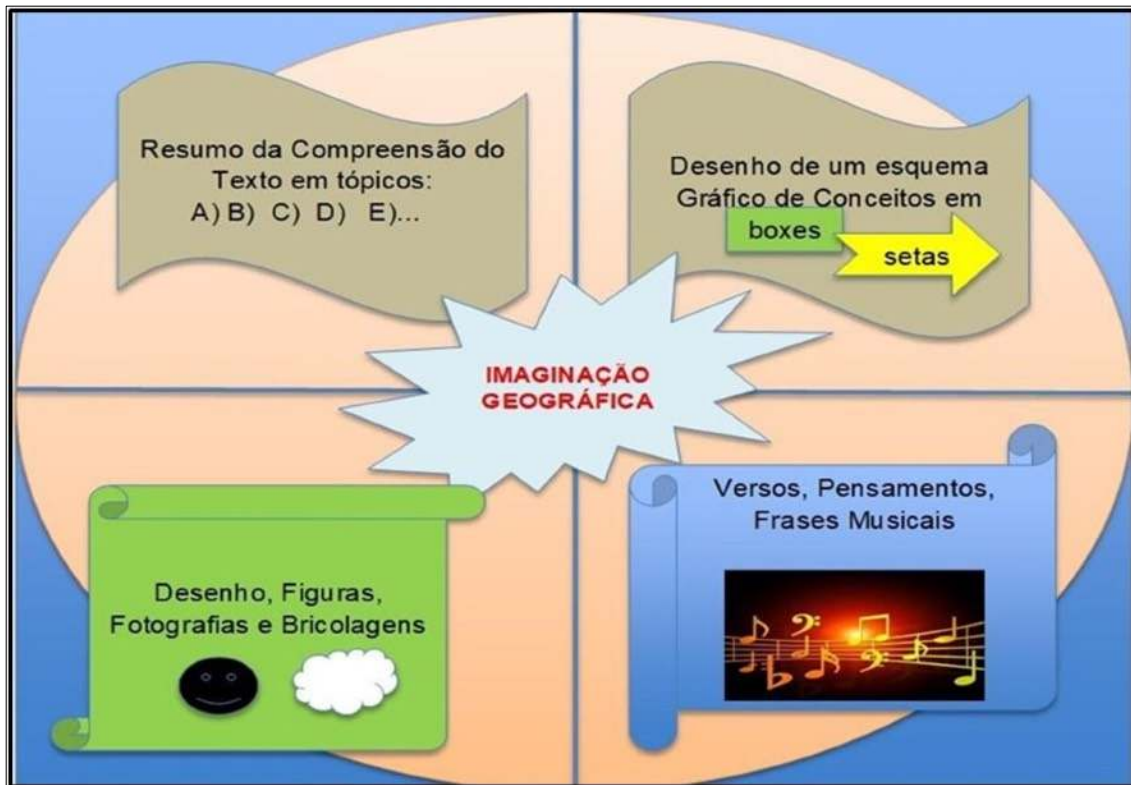 Resumo da Compreensão do
Texto em tópicos:
A) B) C) D) E)...
Desenho de um esquema
Gráfico de Conceitos em
boxes
setas
IMAGINAÇÃO
GEOGRÁFICA
Desenho, Figuras,
Fotografias e Bricolagens
Versos, Pensamentos,
Frases Musicais